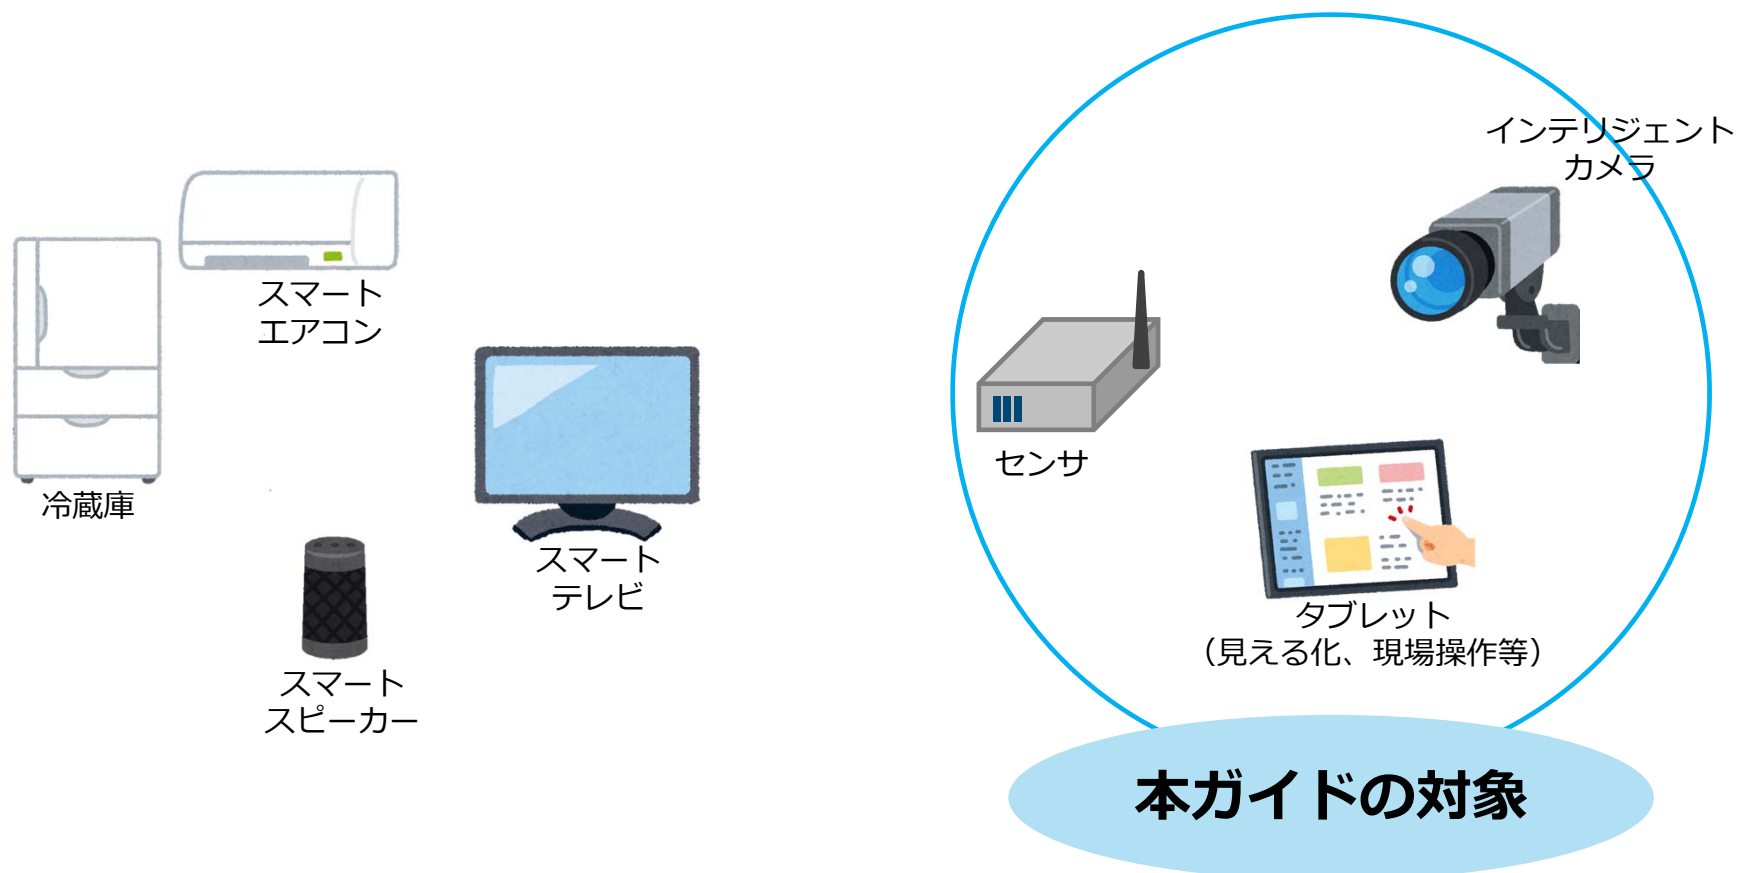 スマート
エアコン
冷蔵庫
スマート
テレビ
スマート
スピーカー
インテリジェント
カメラ
センサ
タブレット
（見える化、現場操作等）
本ガイドの対象